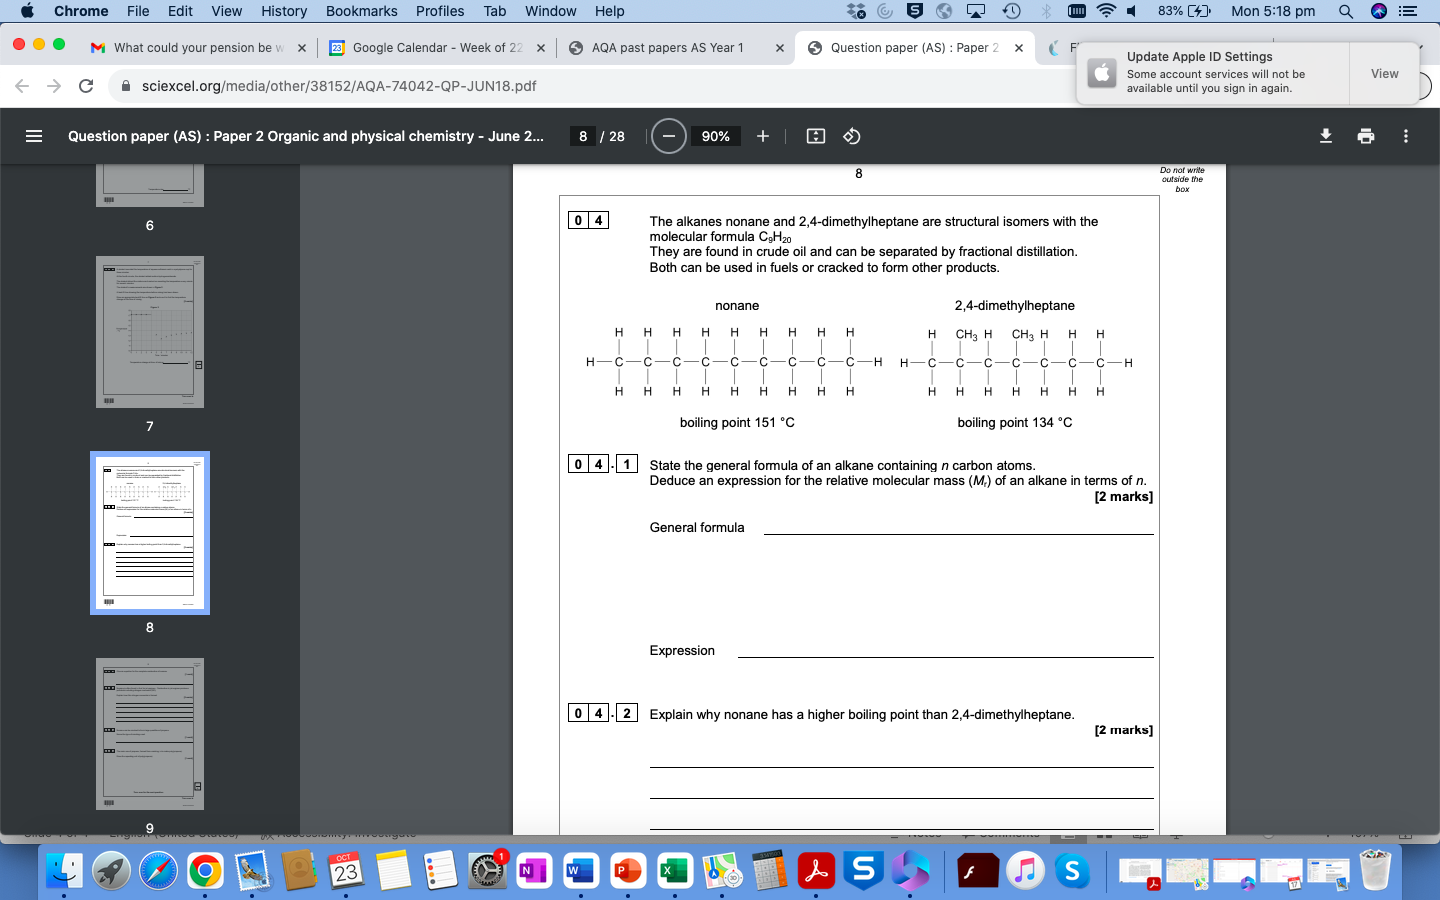 Chrome File Edit View History Bookmarks Profiles Tab Window Help 83% Mon 5:18 pm
What could your pension be w
23 Google Calendar - Week of 22
AQA past papers AS Year 1
Question paper (AS) : Paper 2
Update Apple ID Settings
Some account services will not be
available until you sign in again.
View
sciexcel.org/media/other/38152/AQA-74042-QP-JUN18.pdf
Question paper (AS) : Paper 2 Organic and physical chemistry - June 2... 8 / 28 90%
6
7
8
9
8
Do not write
outside the
box
0 4 The alkanes nonane and 2,4-dimethylheptane are structural isomers with the
molecular formula C₉H₂₀
They are found in crude oil and can be separated by fractional distillation.
Both can be used in fuels or cracked to form other products.
nonane 2,4-dimethylheptane
H H H H H H H H H H CH₃ H CH₃ H H H
H C C C C C C C C C H H C C C C C C C H
H H H H H H H H H H H H H H H H
boiling point 151 °C boiling point 134 °C
0 4 . 1 State the general formula of an alkane containing n carbon atoms.
Deduce an expression for the relative molecular mass (Mᵣ) of an alkane in terms of n.
[2 marks]
General formula
Expression
0 4 . 2 Explain why nonane has a higher boiling point than 2,4-dimethylheptane.
[2 marks]
OCT
23
1
N W P X S S
17